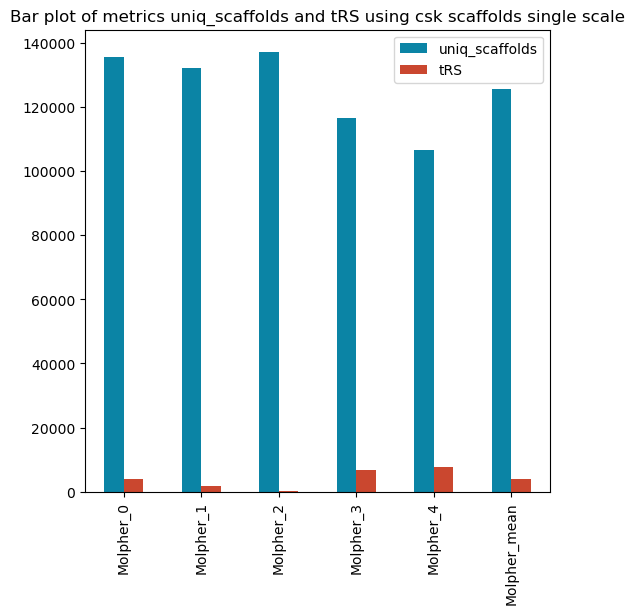 Bar plot of metrics uniq_scaffolds and tRS using csk scaffolds single scale
uniq_scaffolds
tRS
140000
120000
100000
80000
60000
40000
20000
0
Molpher_0
Molpher_1
Molpher_2
Molpher_3
Molpher_4
Molpher_mean